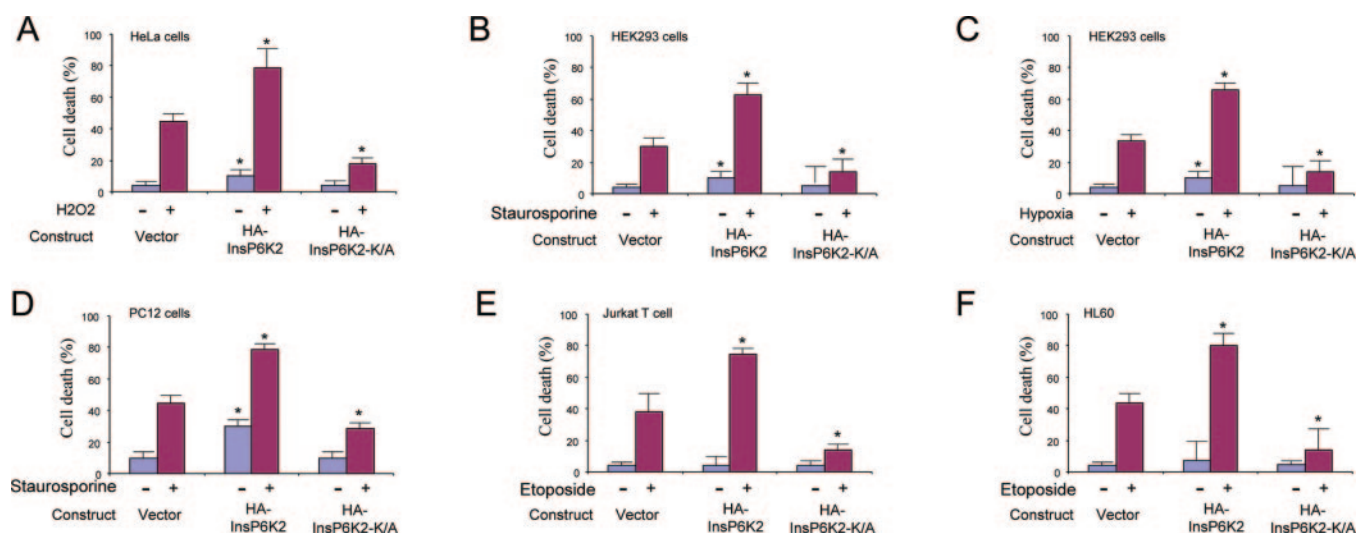 A
HeLa cells
Cell death (%)
100
80
60
40
20
0
*
*
*
H2O2 - + - + - +
Construct Vector HA- HA-
InsP6K2 InsP6K2-K/A
B
HEK293 cells
Cell death (%)
100
80
60
40
20
0
*
*
*
Staurosporine - + - + - +
Construct Vector HA- HA-
InsP6K2 InsP6K2-K/A
C
HEK293 cells
Cell death (%)
100
80
60
40
20
0
*
*
*
Hypoxia - + - + - +
Construct Vector HA- HA-
InsP6K2 InsP6K2-K/A
D
PC12 cells
Cell death (%)
100
80
60
40
20
0
*
*
*
Staurosporine - + - + - +
Construct Vector HA- HA-
InsP6K2 InsP6K2-K/A
E
Jurkat T cell
Cell death (%)
100
80
60
40
20
0
*
*
Etoposide - + - + - +
Construct Vector HA- HA-
InsP6K2 InsP6K2-K/A
F
HL60
Cell death (%)
100
80
60
40
20
0
*
*
Etoposide - + - + - +
Construct Vector HA- HA-
InsP6K2 InsP6K2-K/A